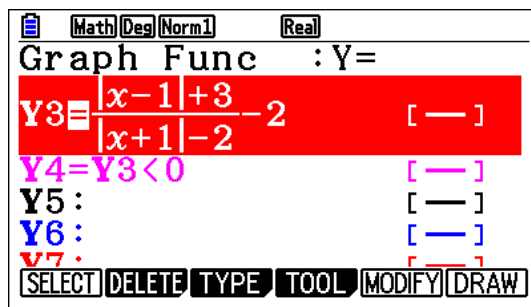 Math Deg Norm1 Real
Graph Func :Y=
Y3=|x-1|+3/|x+1|-2 -2 [—]
Y4=Y3<0 [—]
Y5: [—]
Y6: [—]
Y7: [—]
SELECT DELETE TYPE TOOL MODIFY DRAW